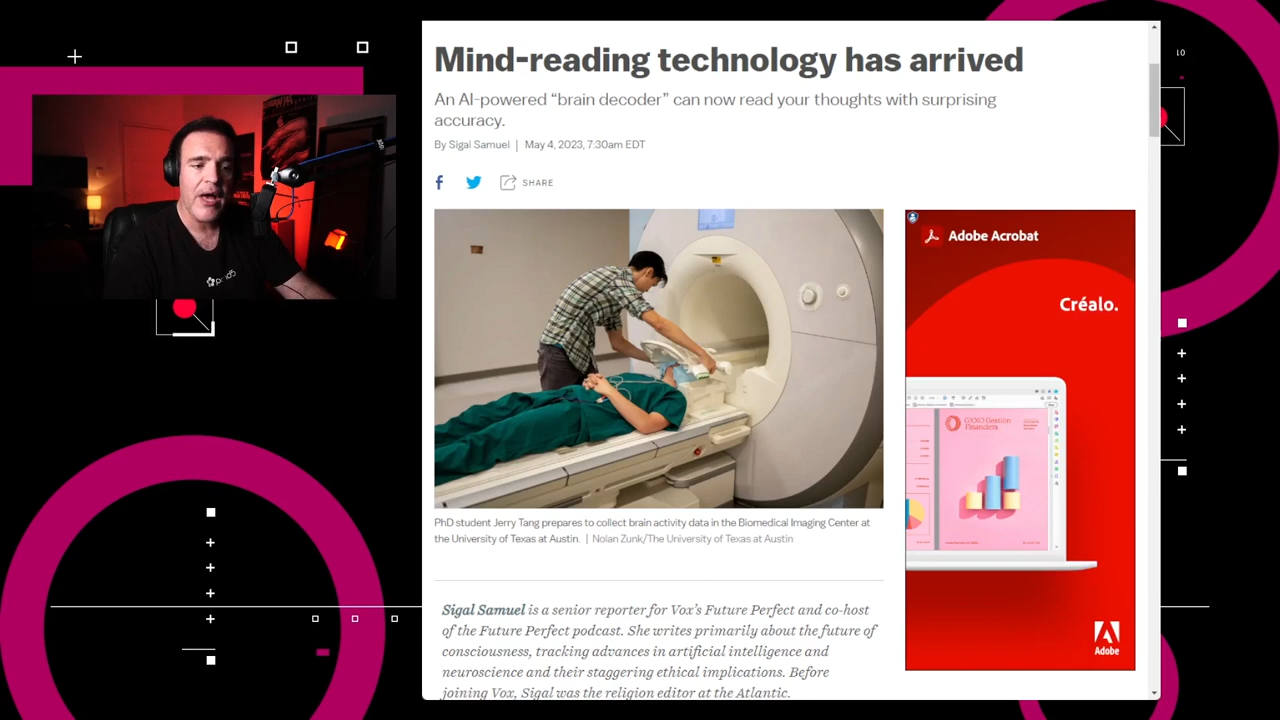 Mind-reading technology has arrived
An AI-powered “brain decoder” can now read your thoughts with surprising
accuracy.
By Sigal Samuel | May 4, 2023, 7:30am EDT
SHARE
Adobe Acrobat
Créalo.
Adobe
PhD student Jerry Tang prepares to collect brain activity data in the Biomedical Imaging Center at
the University of Texas at Austin. | Nolan Zunk/The University of Texas at Austin
Sigal Samuel is a senior reporter for Vox’s Future Perfect and co-host
of the Future Perfect podcast. She writes primarily about the future of
consciousness, tracking advances in artificial intelligence and
neuroscience and their staggering ethical implications. Before
joining Vox, Sigal was the religion editor at the Atlantic.